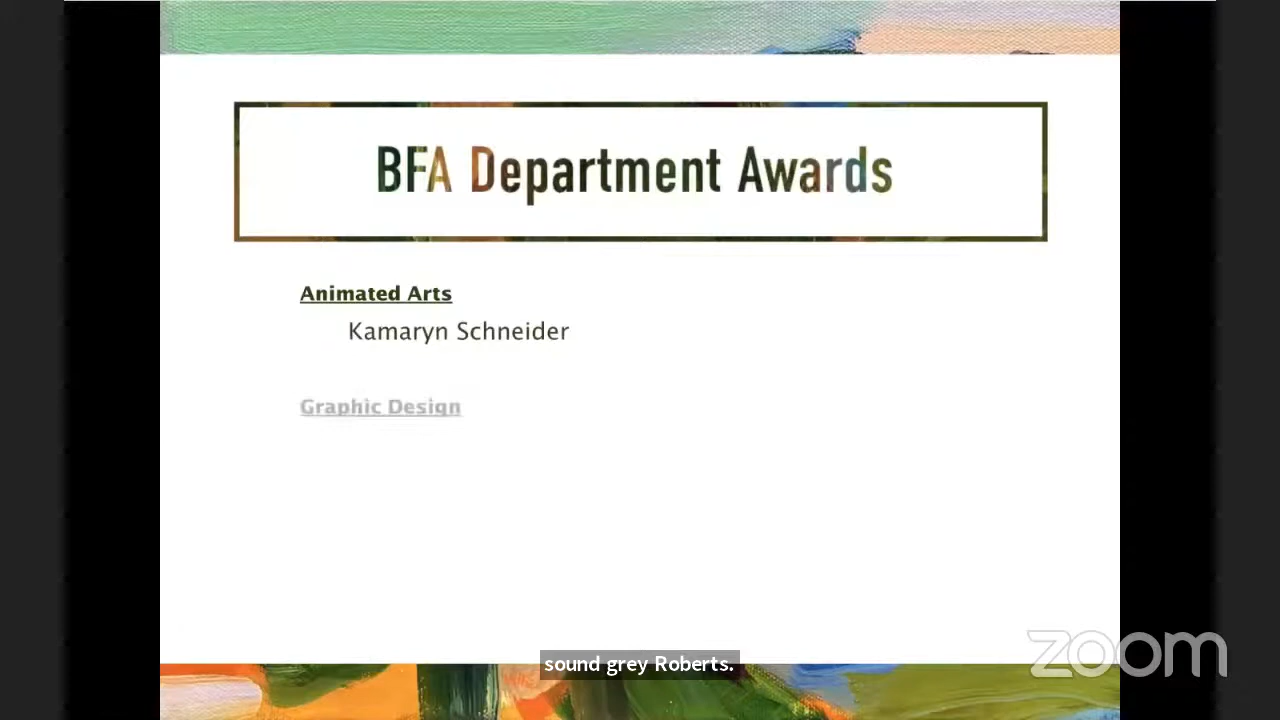 BFA Department Awards
Animated Arts
Kamaryn Schneider
Graphic Design
sound grey Roberts.
zoom